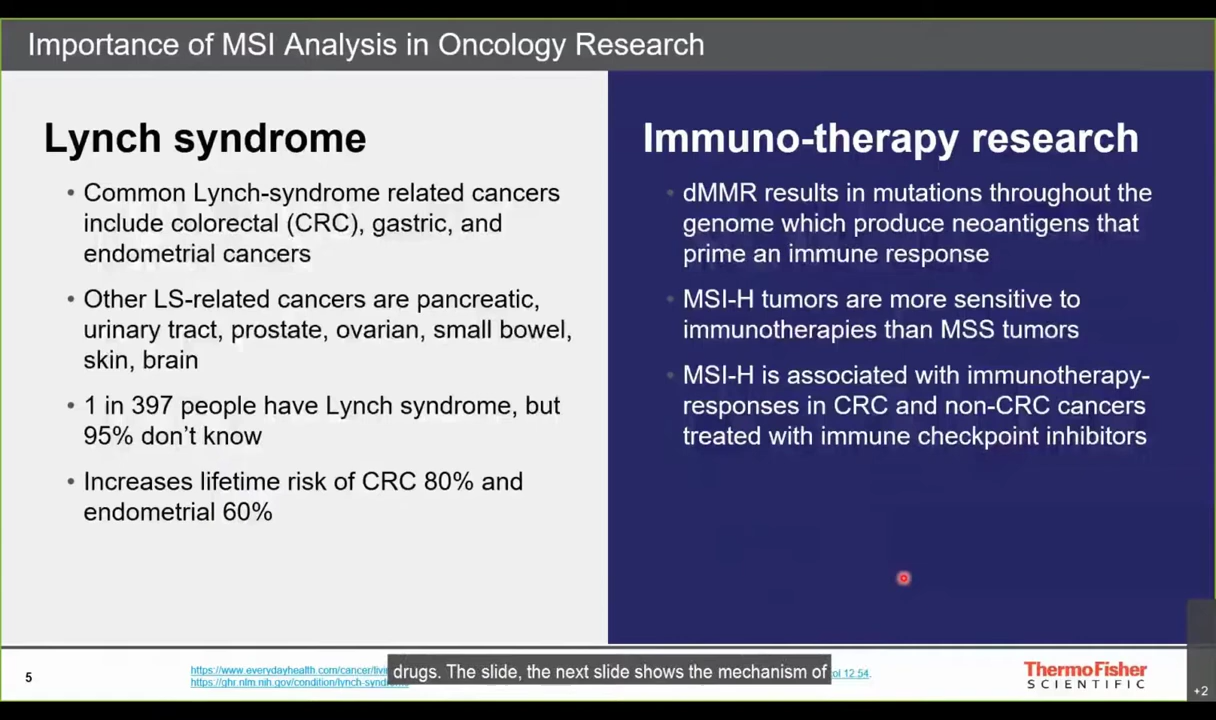 Importance of MSI Analysis in Oncology Research
Lynch syndrome
• Common Lynch-syndrome related cancers
include colorectal (CRC), gastric, and
endometrial cancers
• Other LS-related cancers are pancreatic,
urinary tract, prostate, ovarian, small bowel,
skin, brain
• 1 in 397 people have Lynch syndrome, but
95% don’t know
• Increases lifetime risk of CRC 80% and
endometrial 60%
Immuno-therapy research
• dMMR results in mutations throughout the
genome which produce neoantigens that
prime an immune response
• MSI-H tumors are more sensitive to
immunotherapies than MSS tumors
• MSI-H is associated with immunotherapy-
responses in CRC and non-CRC cancers
treated with immune checkpoint inhibitors
5
https://www.everydayhealth.com/cancer/
https://ghr.nlm.nih.gov/condition/
12:54.
drugs. The slide, the next slide shows the mechanism of
ThermoFisher
SCIENTIFIC
+2